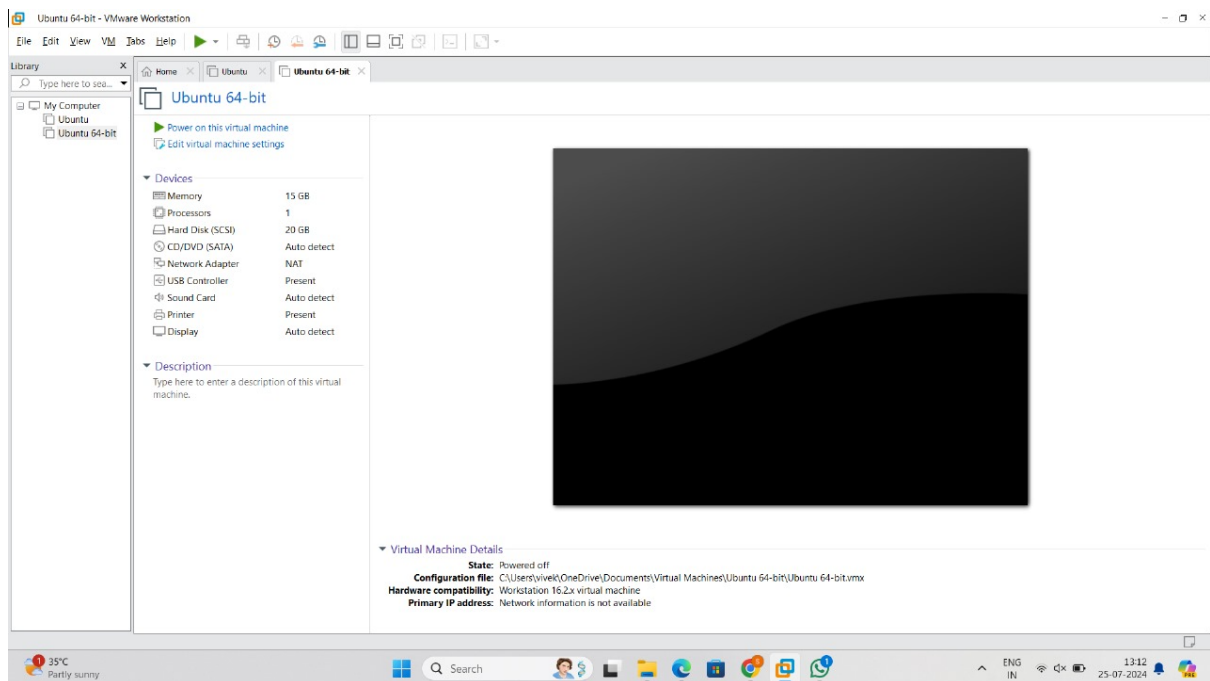 Ubuntu 64-bit - VMware Workstation
File Edit View VM Tabs Help
Library X
Type here to sea...
My Computer
Ubuntu
Ubuntu 64-bit
Home Ubuntu Ubuntu 64-bit
Ubuntu 64-bit
Power on this virtual machine
Edit virtual machine settings
Devices
Memory 15 GB
Processors 1
Hard Disk (SCSI) 20 GB
CD/DVD (SATA) Auto detect
Network Adapter NAT
USB Controller Present
Sound Card Auto detect
Printer Present
Display Auto detect
Description
Type here to enter a description of this virtual
machine.
Virtual Machine Details
State: Powered off
Configuration file: C:\Users\vivek\OneDrive\Documents\Virtual Machines\Ubuntu 64-bit\Ubuntu 64-bit.vmx
Hardware compatibility: Workstation 16.2.x virtual machine
Primary IP address: Network information is not available
1
35°C
Partly sunny
Search
1
ENG
IN
13:12
25-07-2024
PRE